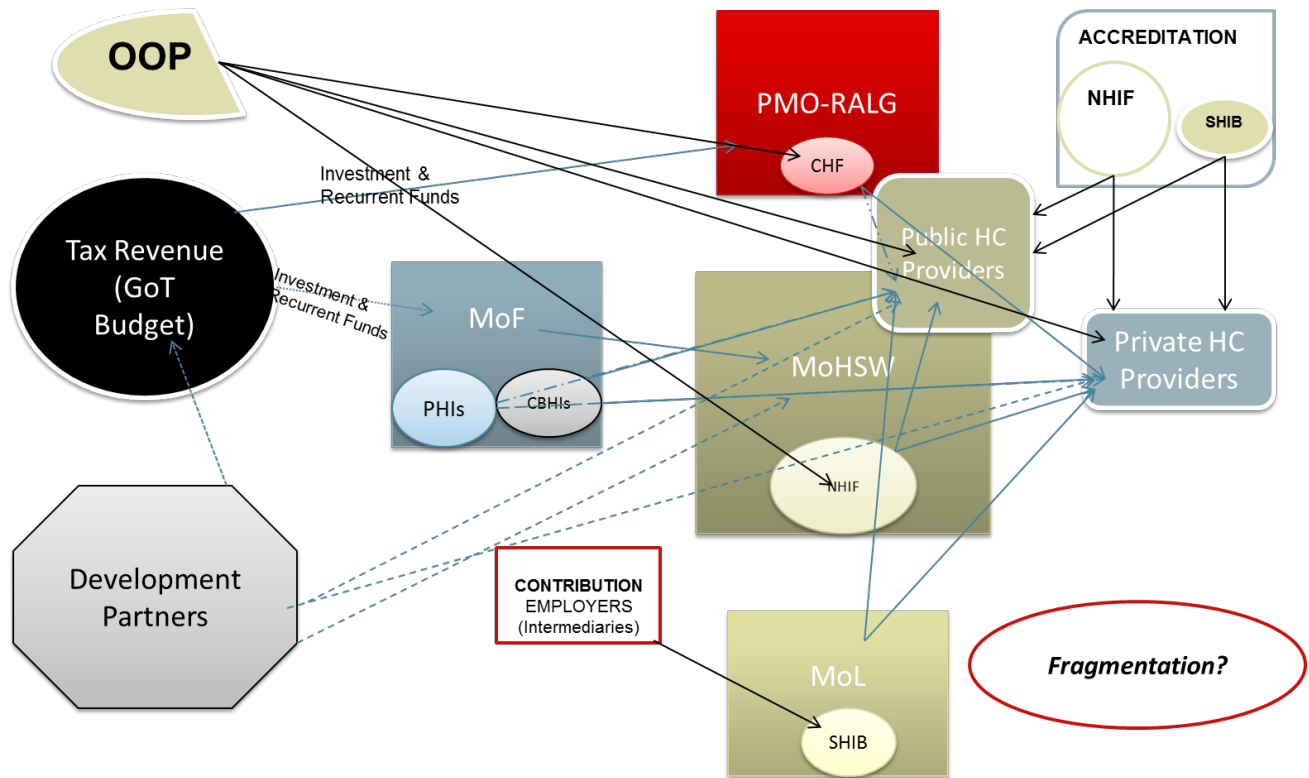 OOP
PMO-RALG
CHF
ACCREDITATION
NHIF
SHIB
Investment &
Recurrent Funds
Tax Revenue
(GoT
Budget)
Investment &
Recurrent Funds
Public HC
Providers
MoF
PHIs
CBHIs
MoHSW
NHIF
Private HC
Providers
Development
Partners
CONTRIBUTION
EMPLOYERS
(Intermediaries)
MoL
SHIB
Fragmentation?